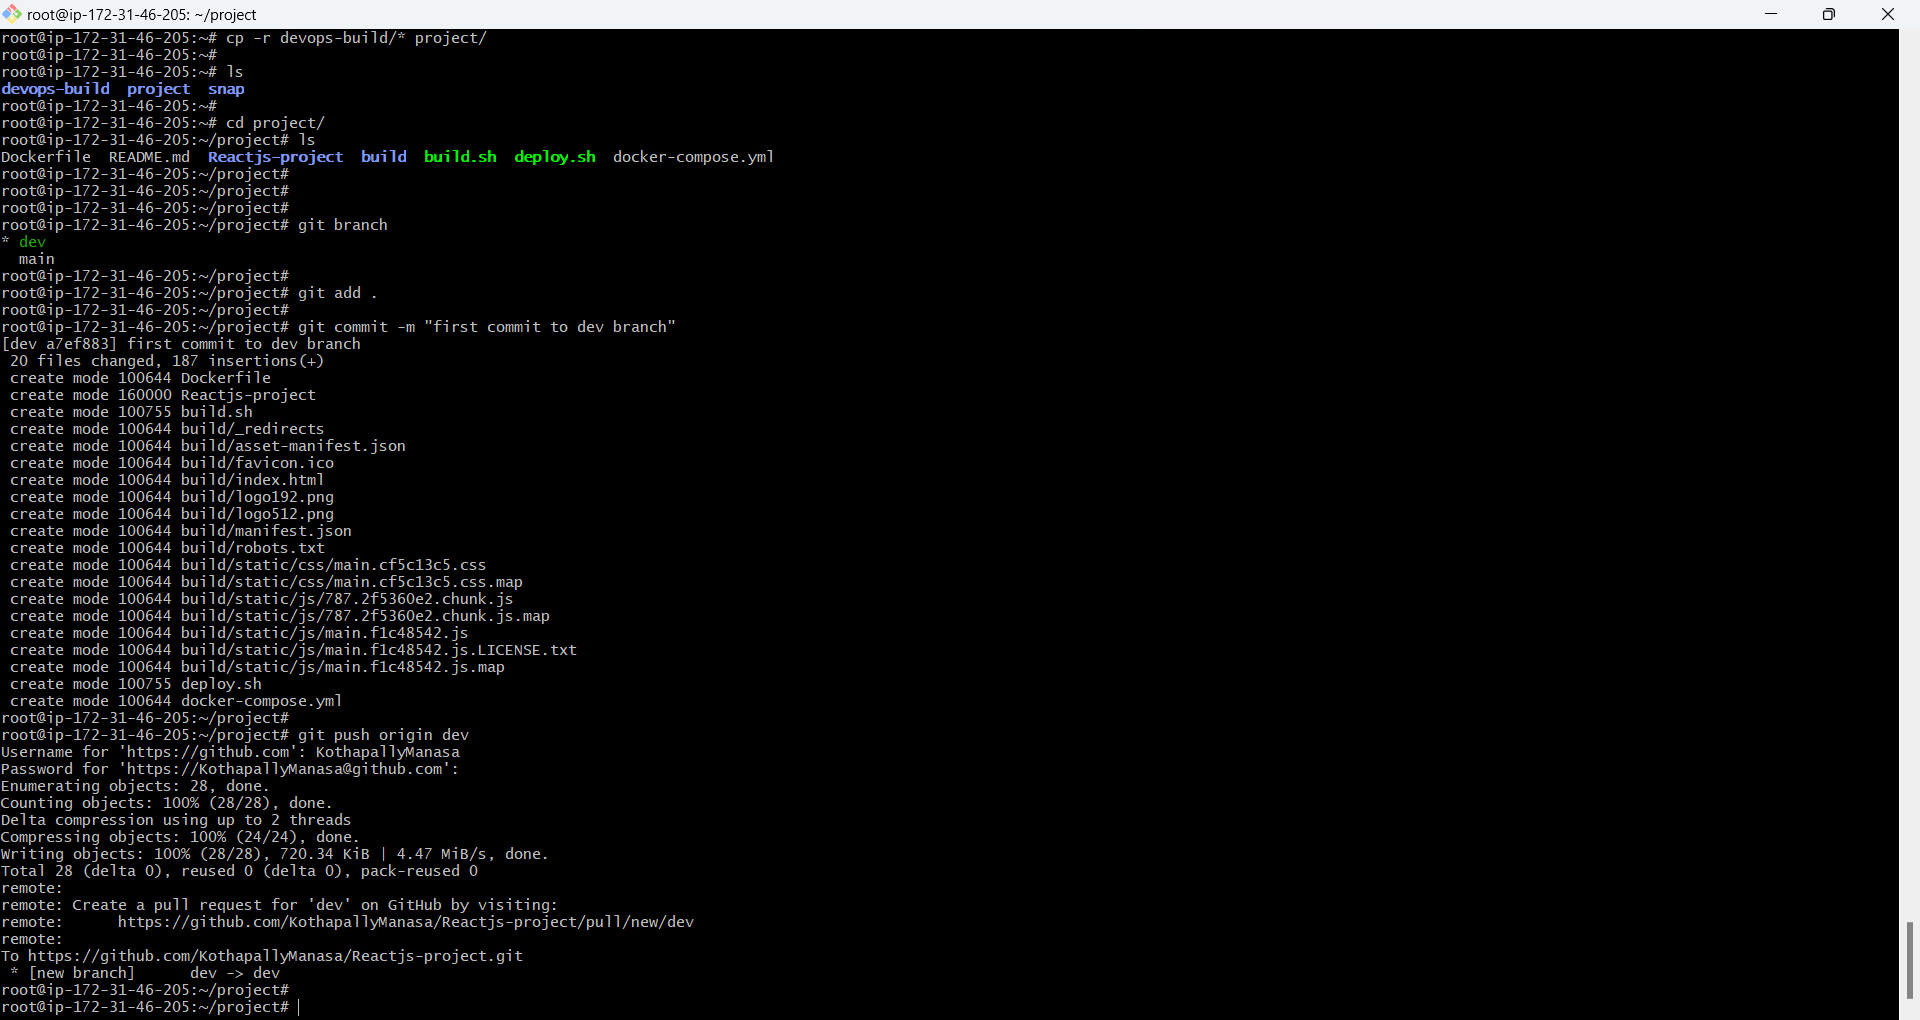 root@ip-172-31-46-205: ~/project
root@ip-172-31-46-205:~# cp -r devops-build/* project/
root@ip-172-31-46-205:~#
root@ip-172-31-46-205:~# ls
devops-build  project  snap
root@ip-172-31-46-205:~#
root@ip-172-31-46-205:~# cd project/
root@ip-172-31-46-205:~/project# ls
Dockerfile  README.md  Reactjs-project  build  build.sh  deploy.sh  docker-compose.yml
root@ip-172-31-46-205:~/project#
root@ip-172-31-46-205:~/project#
root@ip-172-31-46-205:~/project#
root@ip-172-31-46-205:~/project# git branch
* dev
  main
root@ip-172-31-46-205:~/project#
root@ip-172-31-46-205:~/project# git add .
root@ip-172-31-46-205:~/project#
root@ip-172-31-46-205:~/project# git commit -m "first commit to dev branch"
[dev a7ef883] first commit to dev branch
 20 files changed, 187 insertions(+)
 create mode 100644 Dockerfile
 create mode 160000 Reactjs-project
 create mode 100755 build.sh
 create mode 100644 build/_redirects
 create mode 100644 build/asset-manifest.json
 create mode 100644 build/favicon.ico
 create mode 100644 build/index.html
 create mode 100644 build/logo192.png
 create mode 100644 build/logo512.png
 create mode 100644 build/manifest.json
 create mode 100644 build/robots.txt
 create mode 100644 build/static/css/main.cf5c13c5.css
 create mode 100644 build/static/css/main.cf5c13c5.css.map
 create mode 100644 build/static/js/787.2f5360e2.chunk.js
 create mode 100644 build/static/js/787.2f5360e2.chunk.js.map
 create mode 100644 build/static/js/main.f1c48542.js
 create mode 100644 build/static/js/main.f1c48542.js.LICENSE.txt
 create mode 100644 build/static/js/main.f1c48542.js.map
 create mode 100755 deploy.sh
 create mode 100644 docker-compose.yml
root@ip-172-31-46-205:~/project#
root@ip-172-31-46-205:~/project# git push origin dev
Username for 'https://github.com': KothapallyManasa
Password for 'https://KothapallyManasa@github.com':
Enumerating objects: 28, done.
Counting objects: 100% (28/28), done.
Delta compression using up to 2 threads
Compressing objects: 100% (24/24), done.
Writing objects: 100% (28/28), 720.34 KiB | 4.47 MiB/s, done.
Total 28 (delta 0), reused 0 (delta 0), pack-reused 0
remote:
remote: Create a pull request for 'dev' on GitHub by visiting:
remote:      https://github.com/KothapallyManasa/Reactjs-project/pull/new/dev
remote:
To https://github.com/KothapallyManasa/Reactjs-project.git
 * [new branch]      dev -> dev
root@ip-172-31-46-205:~/project#
root@ip-172-31-46-205:~/project#